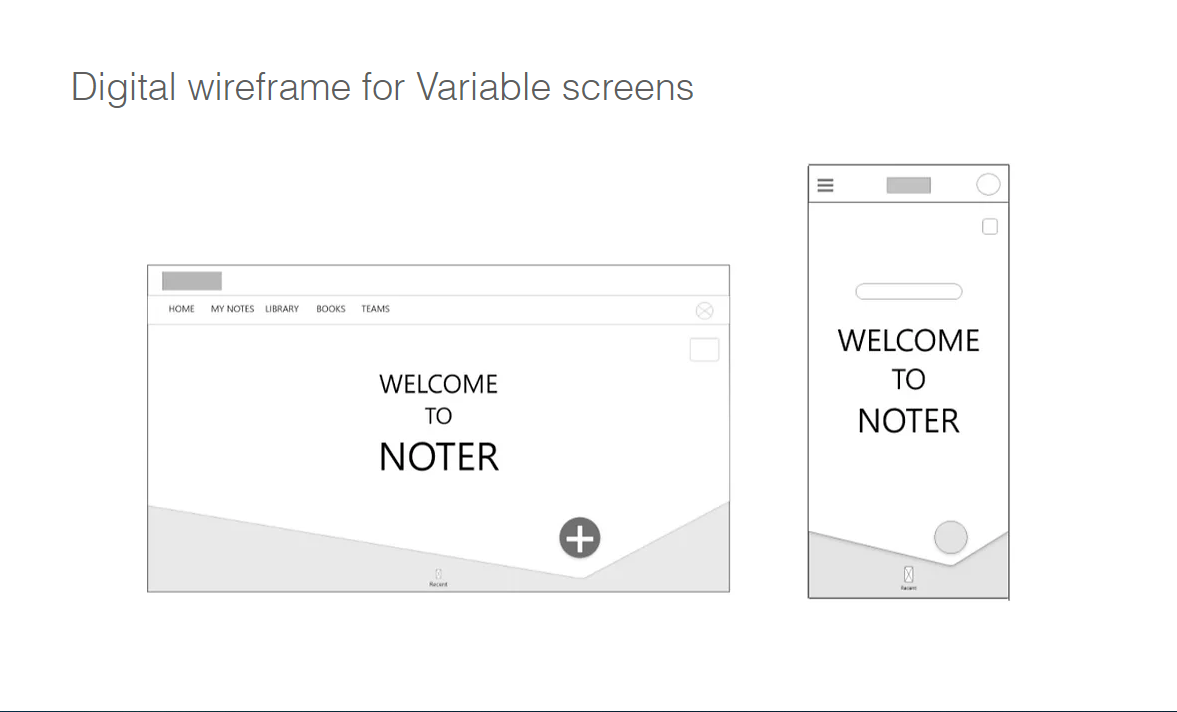 Digital wireframe for Variable screens
HOME MY NOTES LIBRARY BOOKS TEAMS
WELCOME
TO
NOTER
Recent
WELCOME
TO
NOTER
Recent